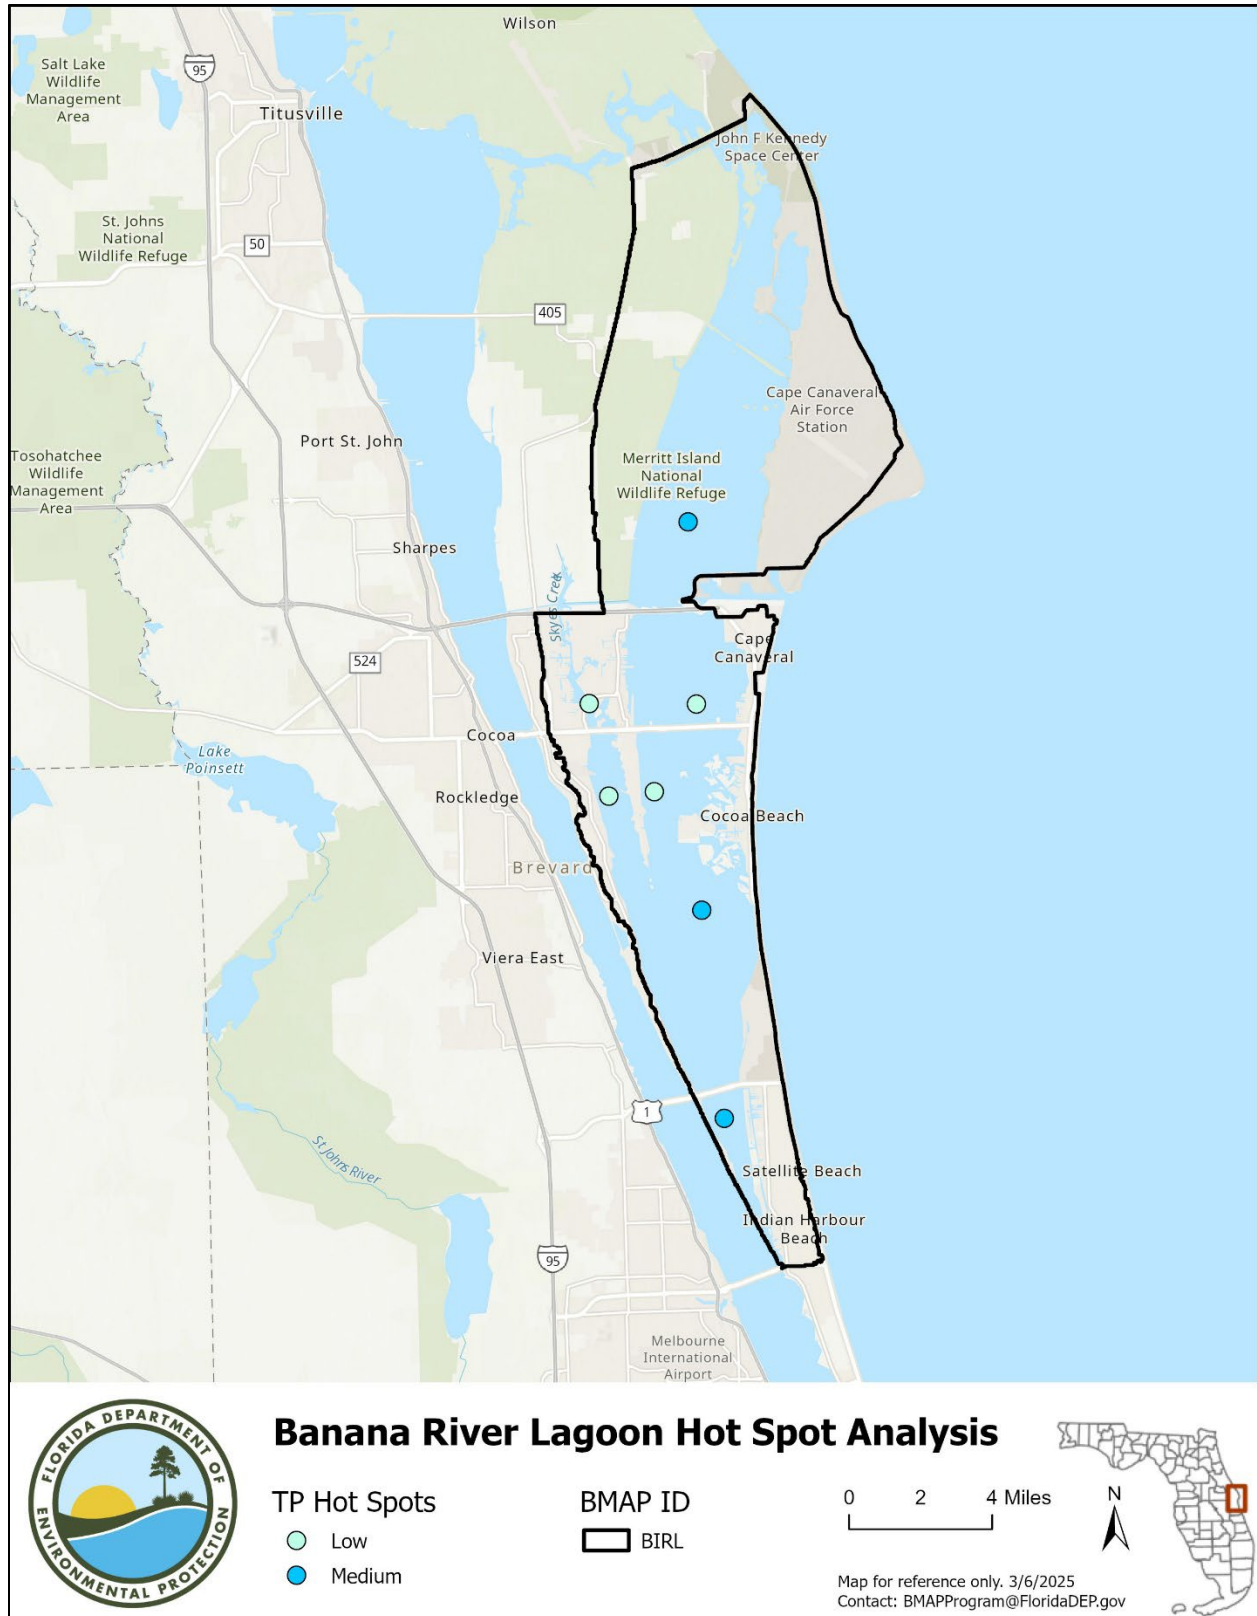 Wilson
Salt Lake
Wildlife
Management
Area
95
Titusville
John F Kennedy
Space Center
St. Johns
National
Wildlife Refuge
50
405
Cape Canaveral
Air Force
Station
Port St. John
Tosohatchee
Wildlife
Management
Area
Merritt Island
National
Wildlife Refuge
Sharpes
Skyes Creek
Cape
Canaveral
524
Cocoa
Lake
Poinsett
Rockledge
Cocoa Beach
Brevard
Viera East
1
St Johns River
Satellite Beach
Indian Harbour
Beach
95
Melbourne
International
Airport
FLORIDA DEPARTMENT OF
ENVIRONMENTAL PROTECTION
Banana River Lagoon Hot Spot Analysis
TP Hot Spots
Low
Medium
BMAP ID
BIRL
0 2 4 Miles
N
Map for reference only. 3/6/2025
Contact: BMAPProgram@FloridaDEP.gov